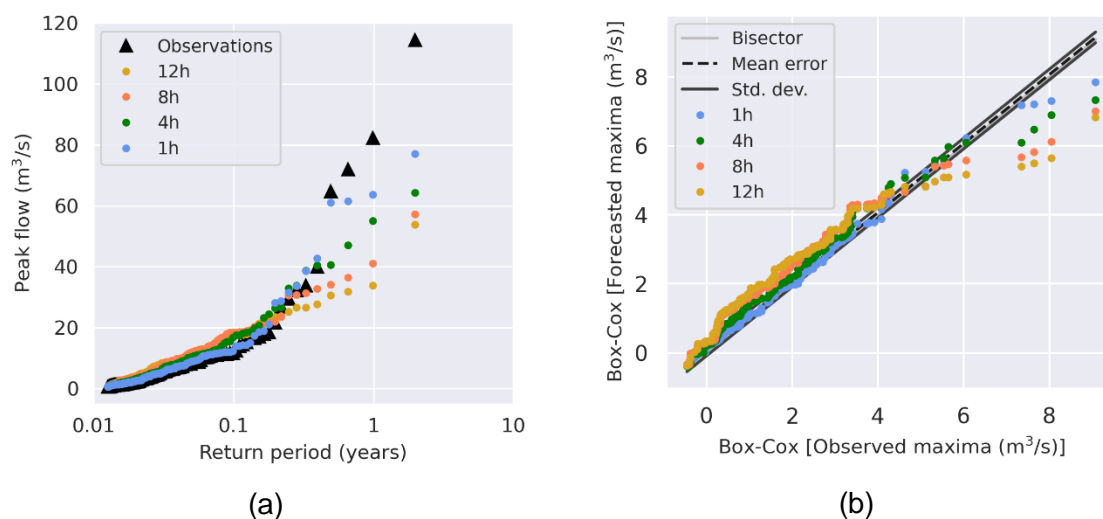 120
100
80
60
40
20
0
Peak flow (m³/s)
Observations
12h
8h
4h
1h
0.01
0.1
1
10
Return period (years)
(a)
8
6
4
2
0
Box-Cox [Forecasted maxima (m³/s)]
Bisector
Mean error
Std. dev.
1h
4h
8h
12h
0
2
4
6
8
Box-Cox [Observed maxima (m³/s)]
(b)